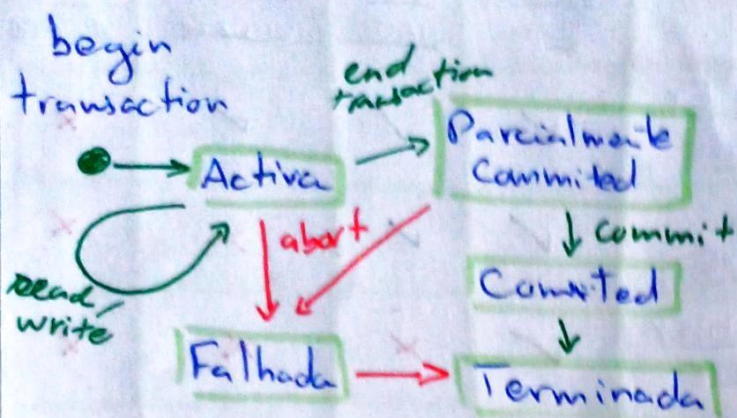 begin
transaction
end
transaction
Activa
Parcialmente
Commited
abort
commit
read/
write
Comited
Falhada
Terminada